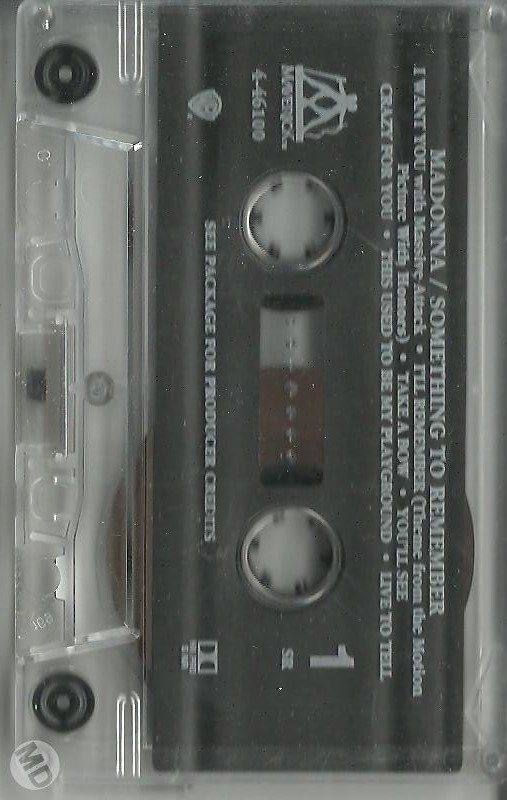 MADONNA / SOMETHING TO REMEMBER
I WANT YOU with Massive Attack • I'LL REMEMBER (Theme from the Motion
Picture With Honors) • TAKE A BOW • YOU'LL SEE
CRAZY FOR YOU • THIS USED TO BE MY PLAYGROUND • LIVE TO TELL
MAVERICK
4-46100
1
SR
SEE PACKAGE FOR PRODUCER CREDITS
MD